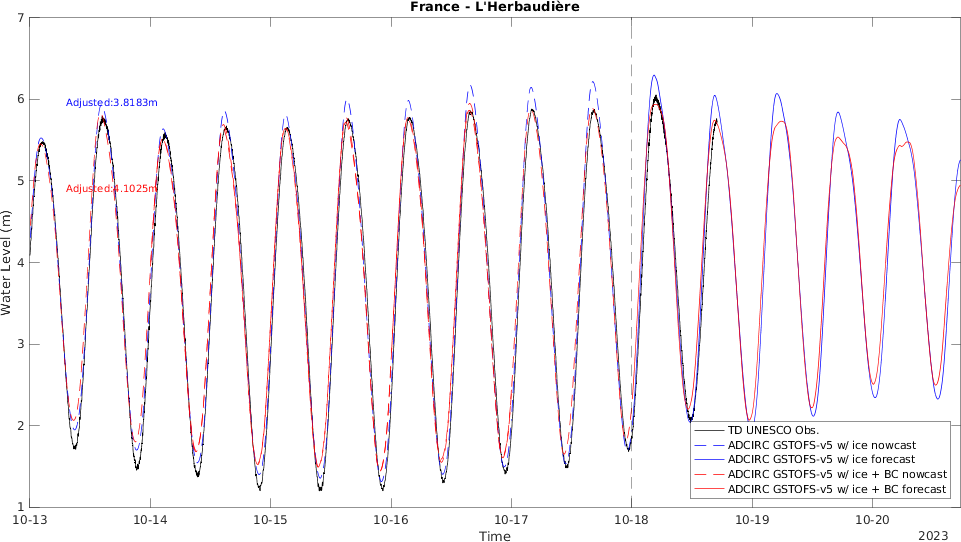 France - L'Herbaudière
7
6
5
4
3
2
1
Water Level (m)
Adjusted:3.8183m
Adjusted:4.1025m
TD UNESCO Obs.
ADCIRC GSTOFS-v5 w/ ice nowcast
ADCIRC GSTOFS-v5 w/ ice forecast
ADCIRC GSTOFS-v5 w/ ice + BC nowcast
ADCIRC GSTOFS-v5 w/ ice + BC forecast
10-13 10-14 10-15 10-16 10-17 10-18 10-19 10-20
Time
2023